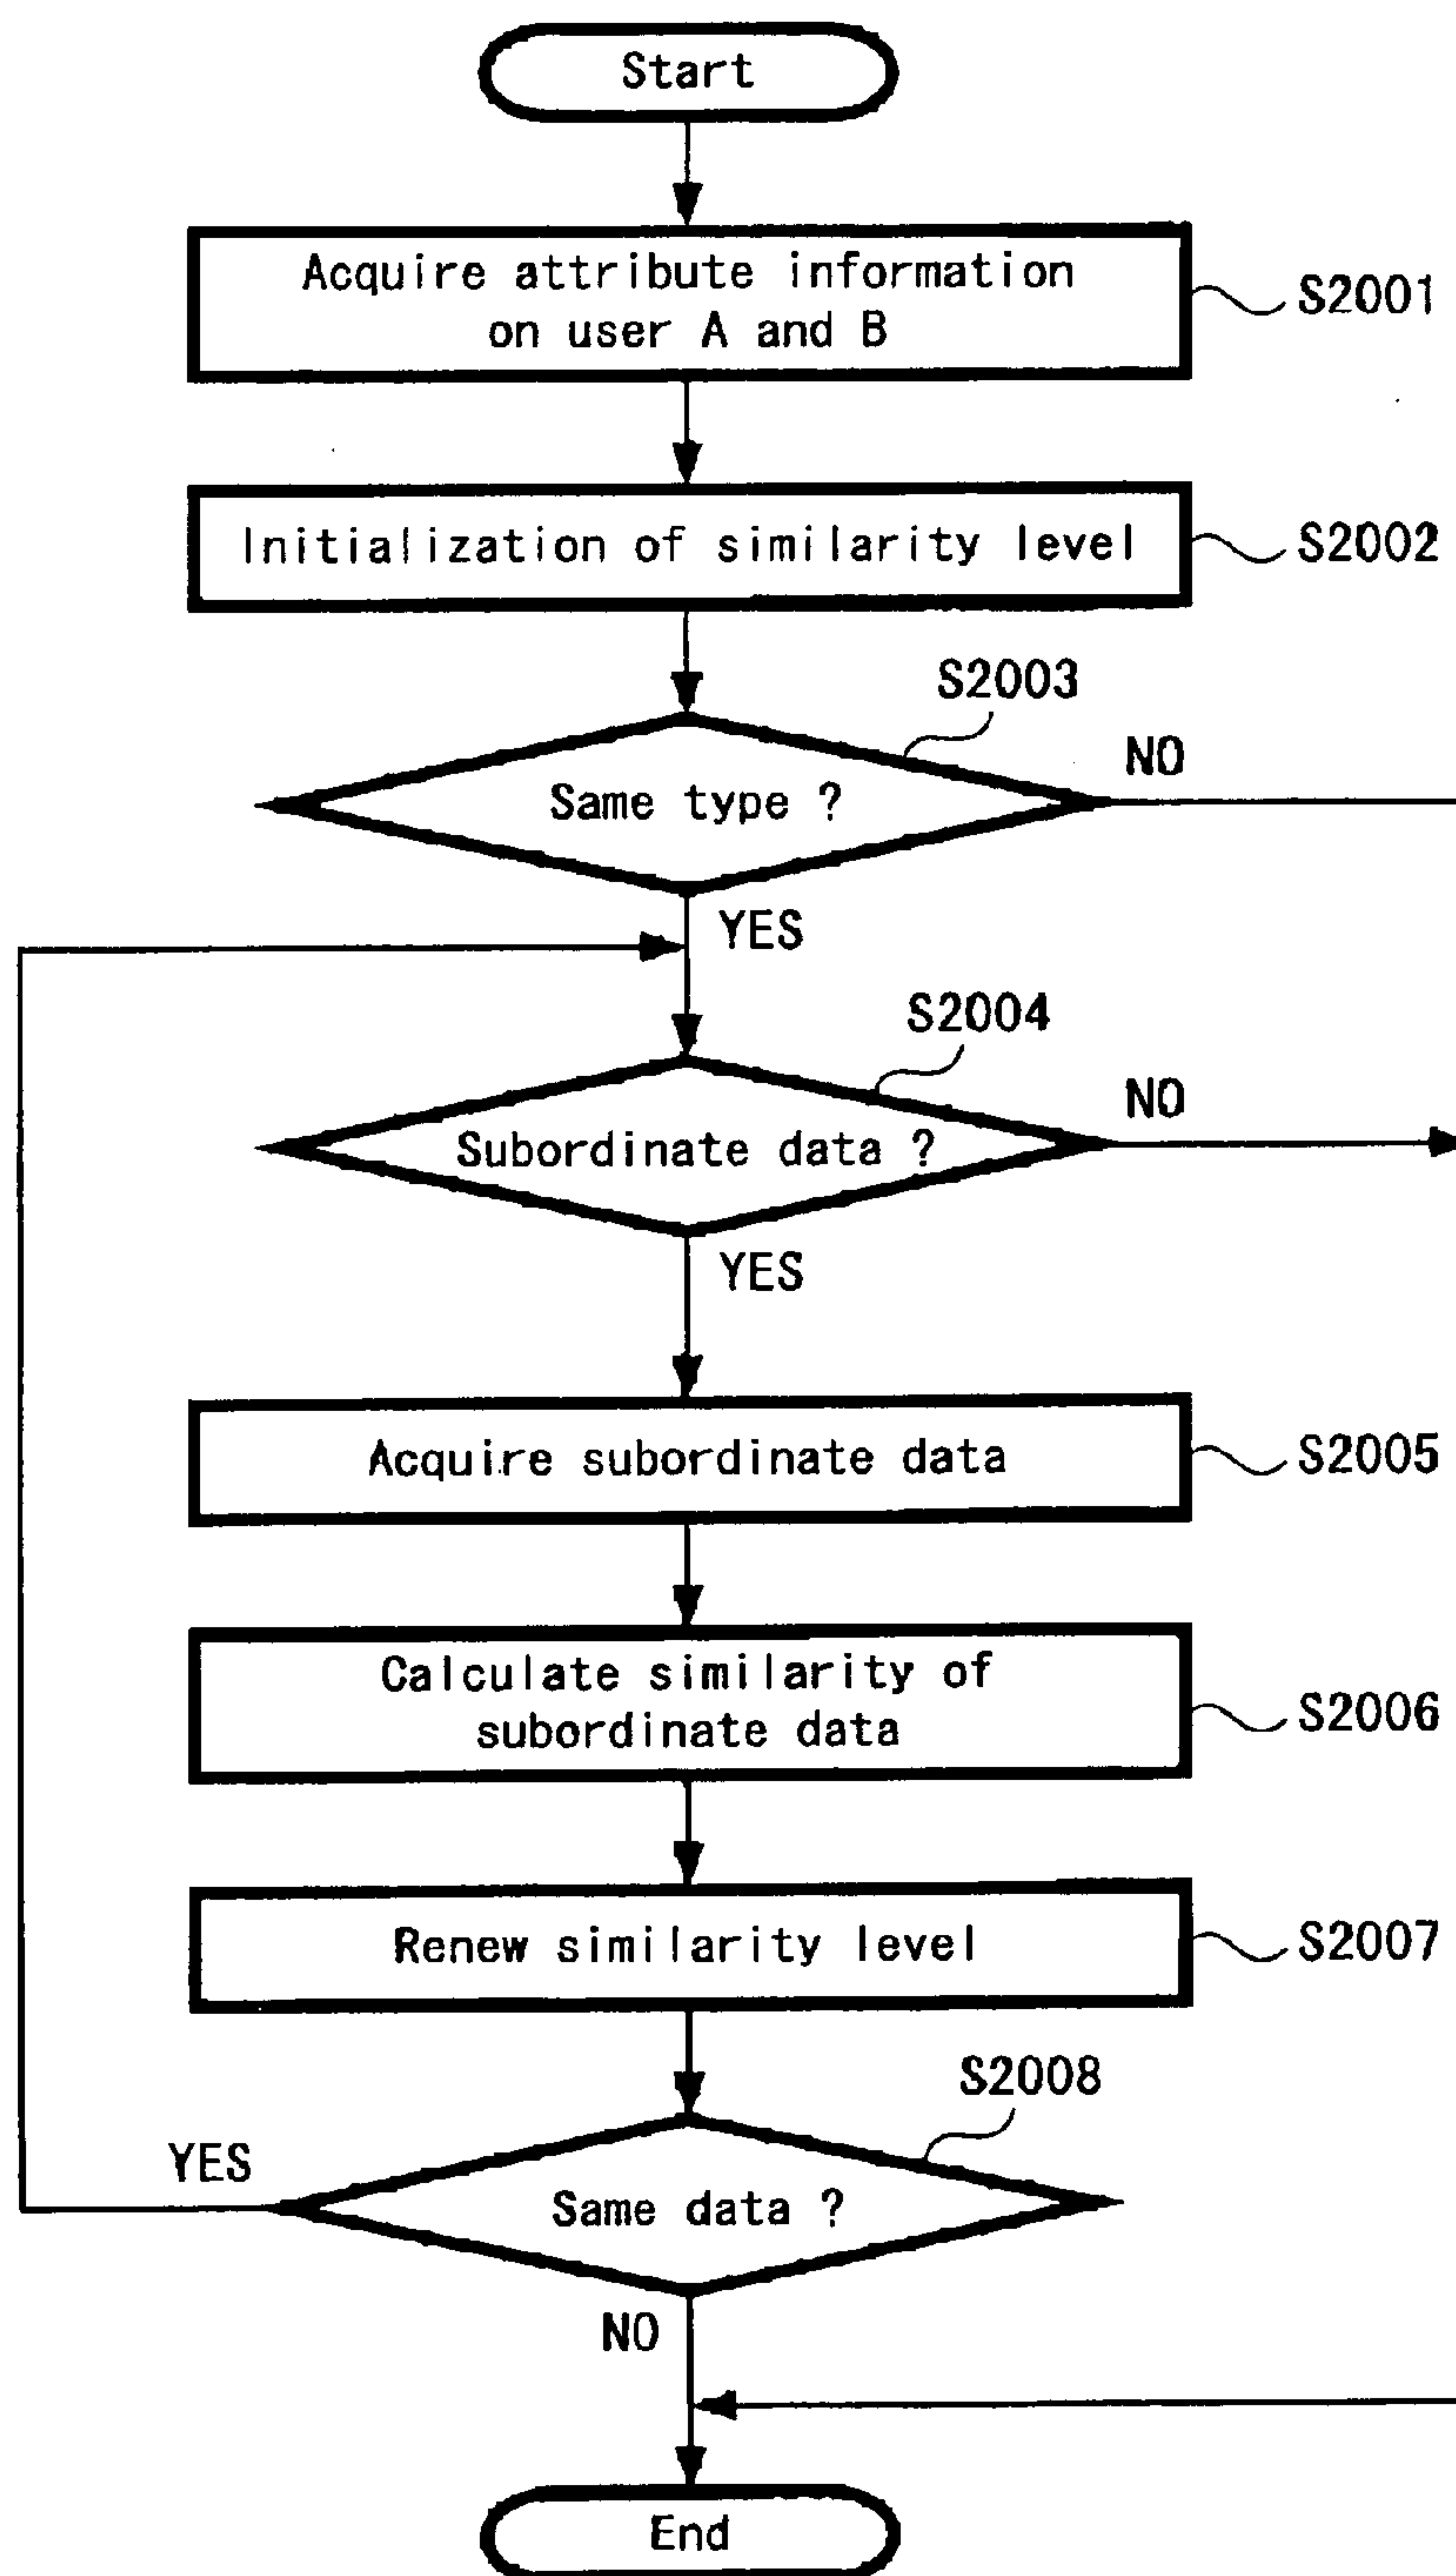 Start
Acquire attribute information
on user A and B
S2001
Initialization of similarity level
S2002
S2003
Same type ?
NO
YES
S2004
Subordinate data ?
NO
YES
Acquire subordinate data
S2005
Calculate similarity of
subordinate data
S2006
Renew similarity level
S2007
S2008
YES
Same data ?
NO
End